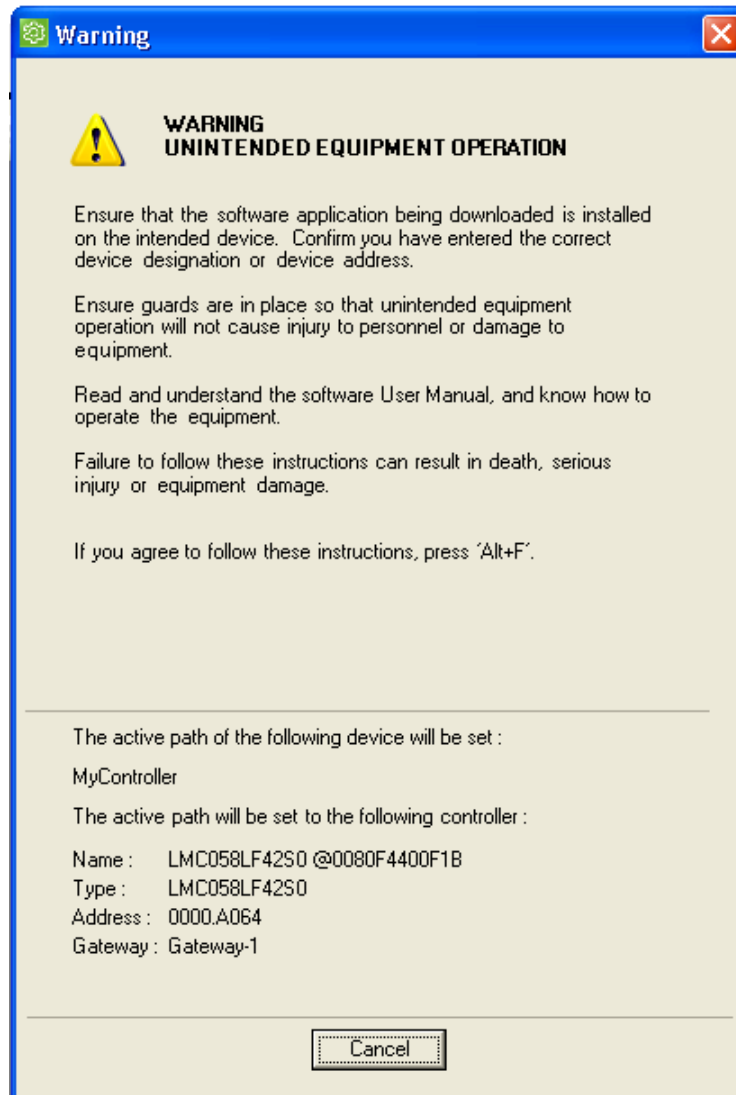 Warning
WARNING
UNINTENDED EQUIPMENT OPERATION
Ensure that the software application being downloaded is installed
on the intended device. Confirm you have entered the correct
device designation or device address.
Ensure guards are in place so that unintended equipment
operation will not cause injury to personnel or damage to
equipment.
Read and understand the software User Manual, and know how to
operate the equipment.
Failure to follow these instructions can result in death, serious
injury or equipment damage.
If you agree to follow these instructions, press ´Alt+F´.
The active path of the following device will be set :
MyController
The active path will be set to the following controller :
Name : LMC058LF42S0 @0080F4400F1B
Type : LMC058LF42S0
Address : 0000.A064
Gateway : Gateway-1
Cancel